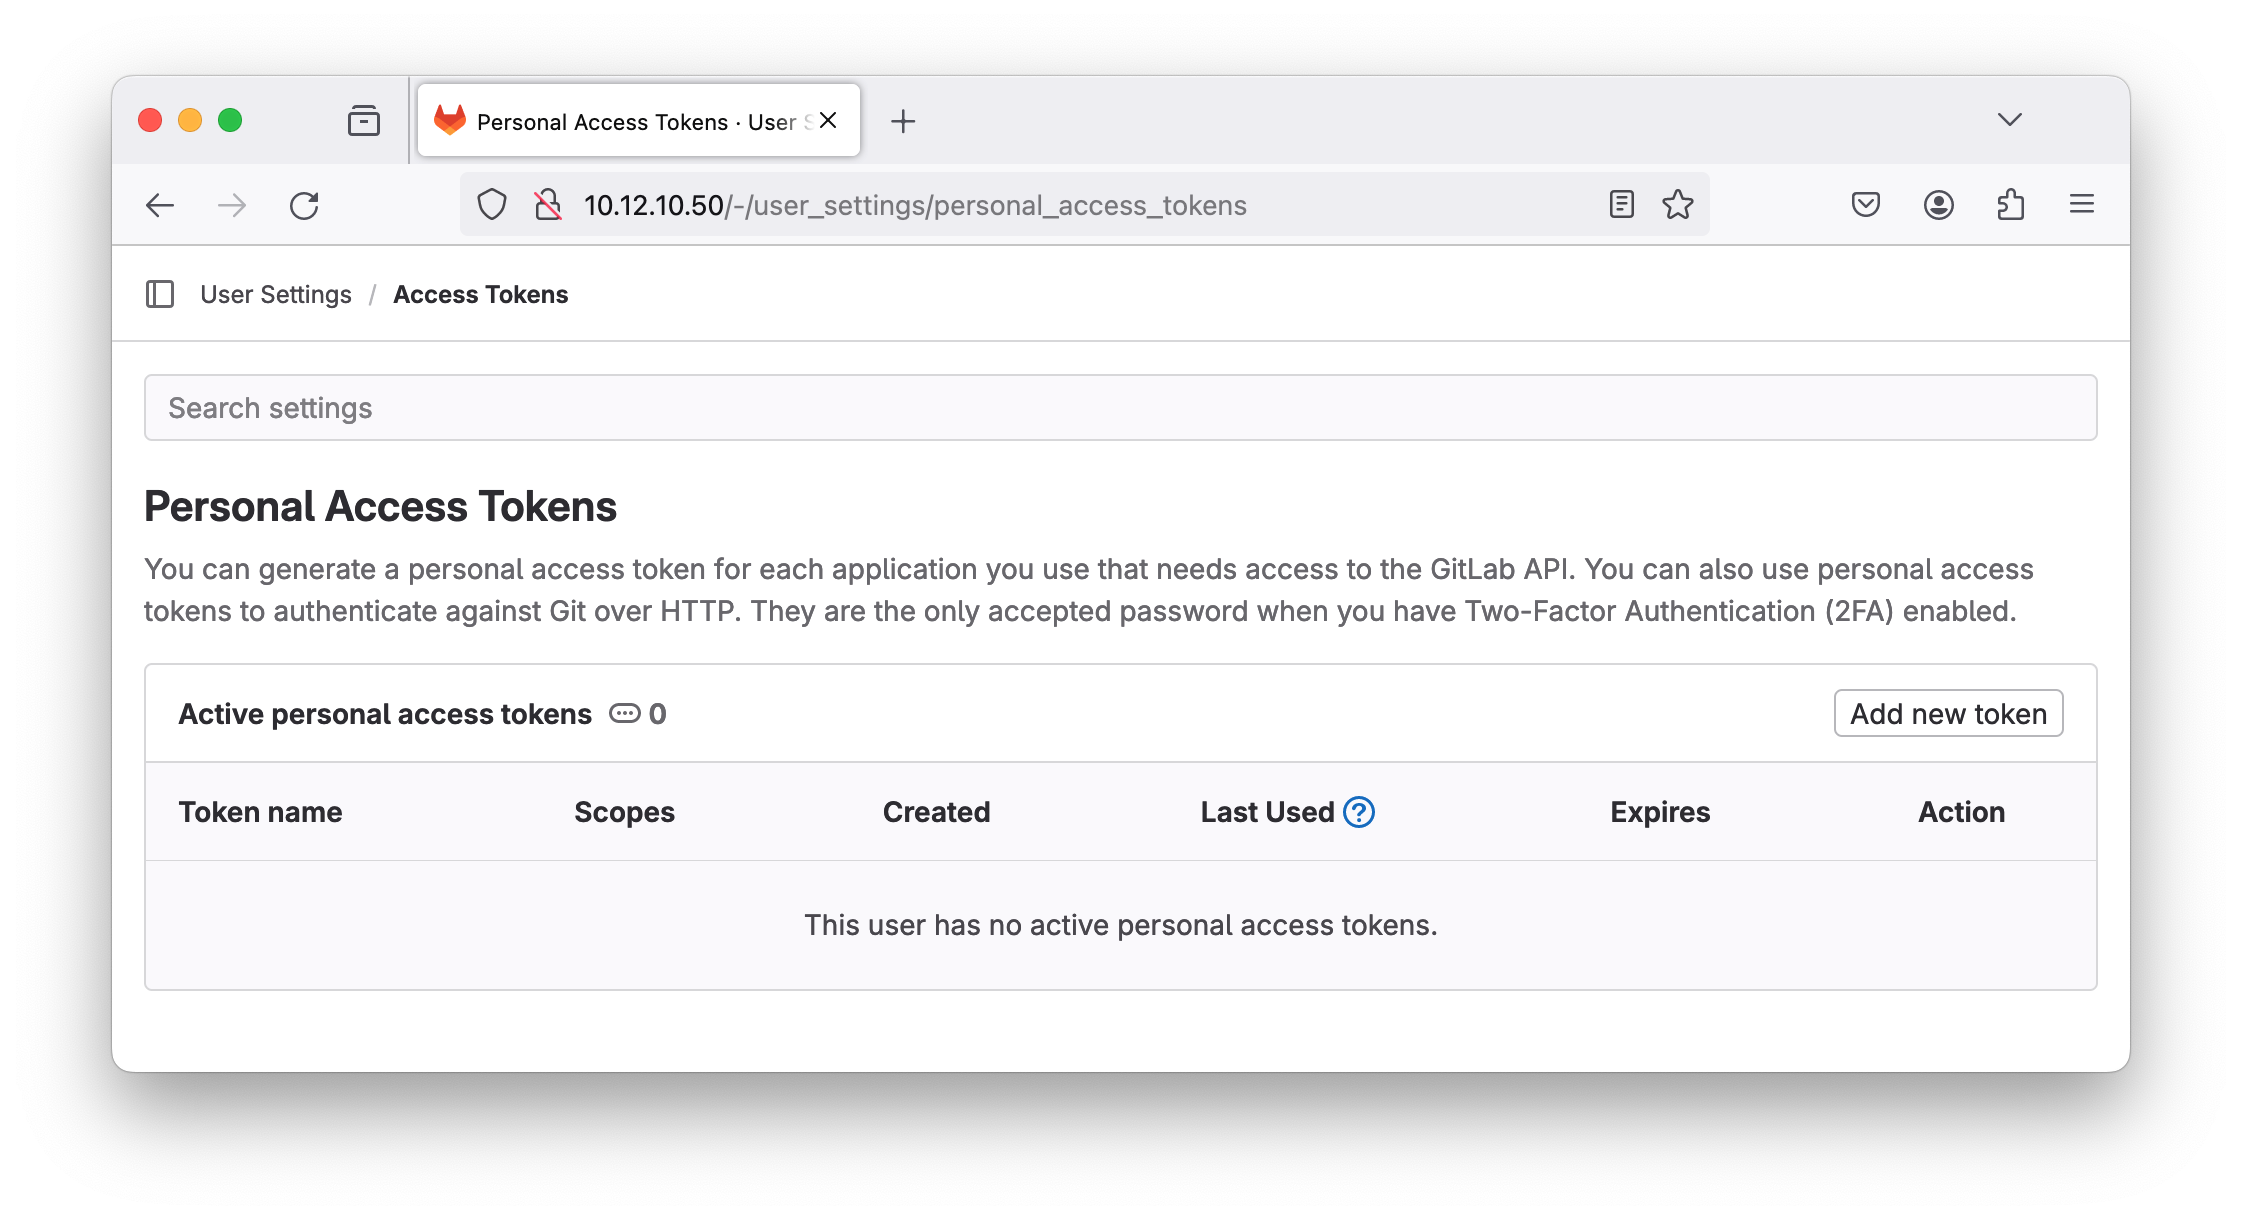 Personal Access Tokens · User S
10.12.10.50/-/user_settings/personal_access_tokens
User Settings / Access Tokens
Search settings
Personal Access Tokens
You can generate a personal access token for each application you use that needs access to the GitLab API. You can also use personal access
tokens to authenticate against Git over HTTP. They are the only accepted password when you have Two-Factor Authentication (2FA) enabled.
Active personal access tokens 0
Add new token
Token name Scopes Created Last Used Expires Action
This user has no active personal access tokens.